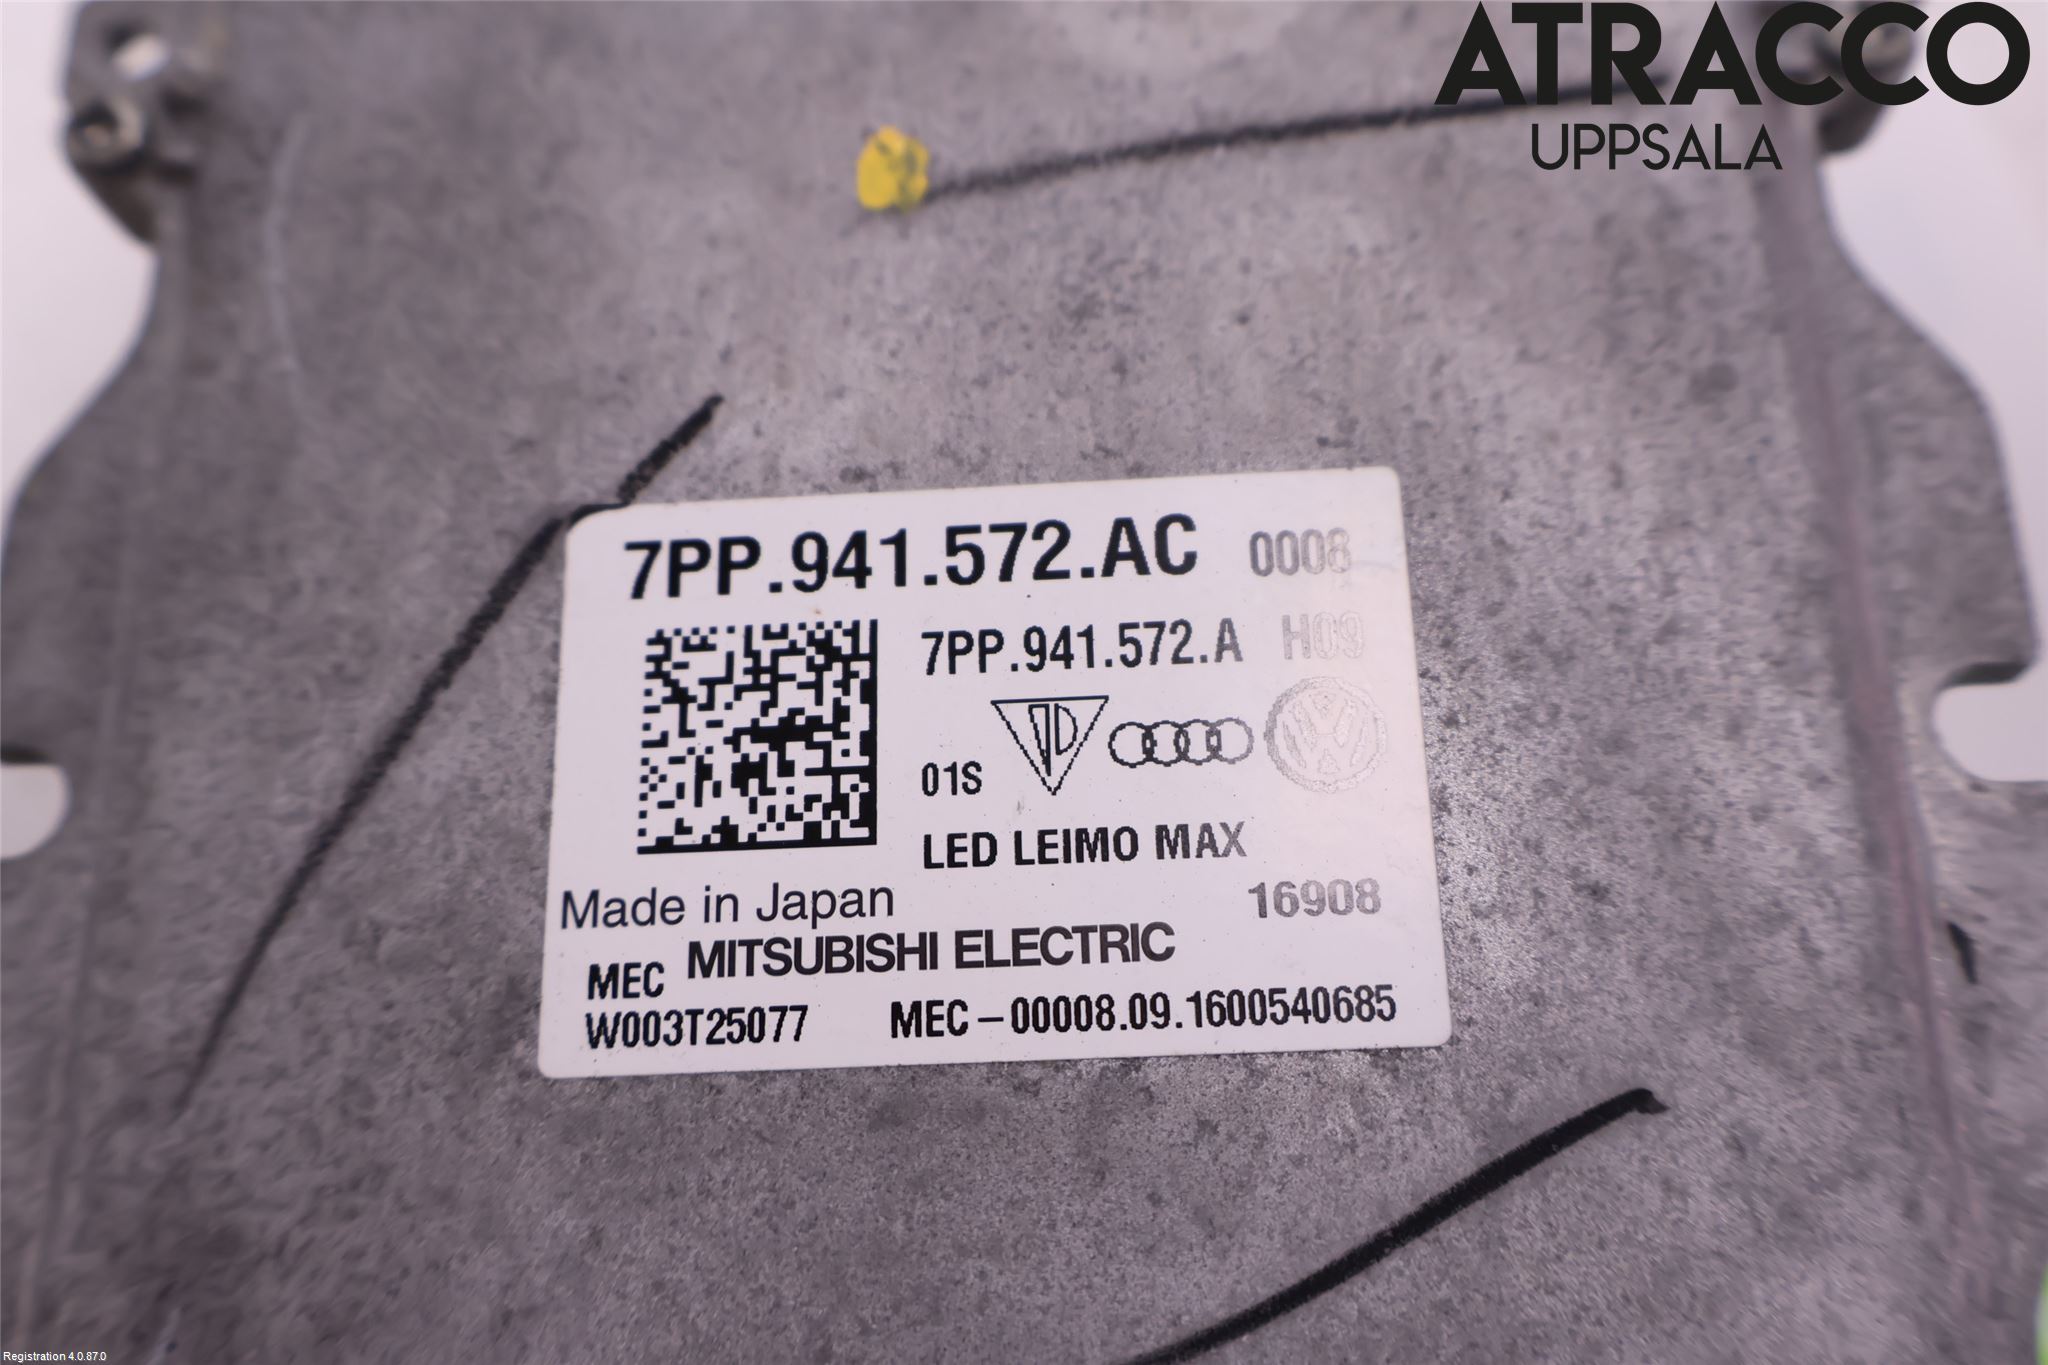 ATRACCO
UPPSALA
7PP.941.572.AC 0008
7PP.941.572.A H09
01S
LED LEIMO MAX
Made in Japan 16908
MEC MITSUBISHI ELECTRIC
W003T25077 MEC-00008.09.1600540685
Registration 4.0.87.0